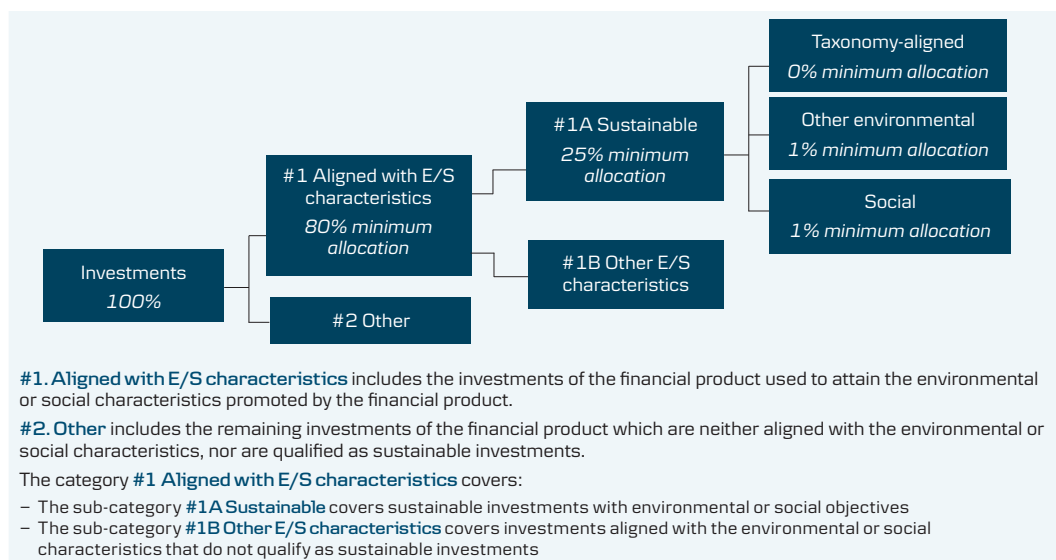 Investments
100%
#1 Aligned with E/S
characteristics
80% minimum
allocation
#2 Other
#1A Sustainable
25% minimum
allocation
#1B Other E/S
characteristics
Taxonomy-aligned
0% minimum allocation
Other environmental
1% minimum allocation
Social
1% minimum allocation
#1. Aligned with E/S characteristics includes the investments of the financial product used to attain the environmental
or social characteristics promoted by the financial product.
#2. Other includes the remaining investments of the financial product which are neither aligned with the environmental or
social characteristics, nor are qualified as sustainable investments.
The category #1 Aligned with E/S characteristics covers:
– The sub-category #1A Sustainable covers sustainable investments with environmental or social objectives
– The sub-category #1B Other E/S characteristics covers investments aligned with the environmental or social
characteristics that do not qualify as sustainable investments